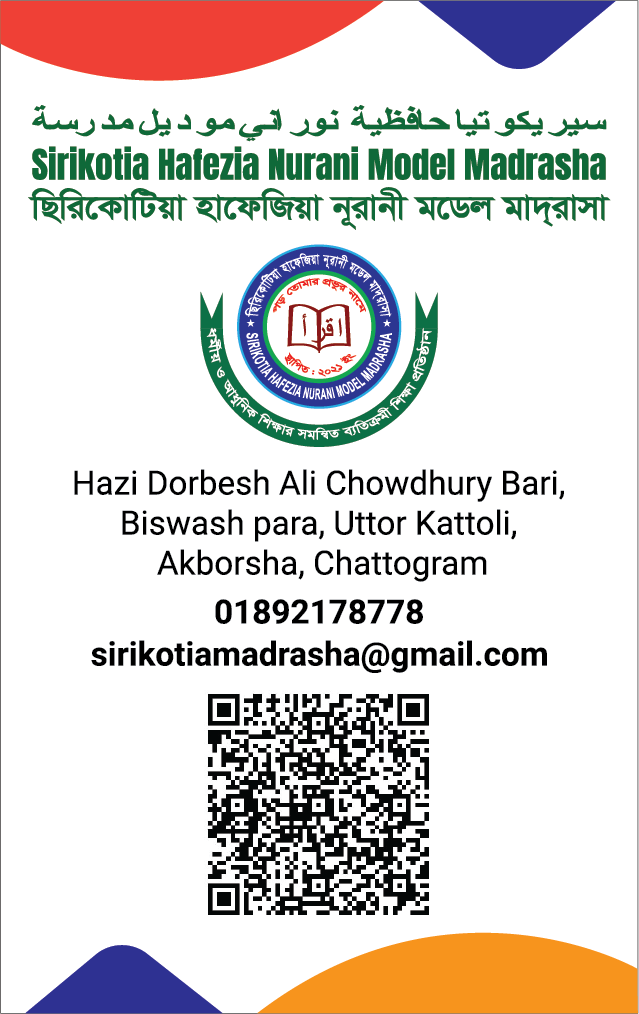 سيريكوتيا حافظية نوراني موديل مدرسة
Sirikotia Hafezia Nurani Model Madrasha
ছিরিকোটিয়া হাফেজিয়া নূরানী মডেল মাদ্‌রাসা
ছিরিকোটিয়া হাফেজিয়া নূরানী মডেল মাদ্‌রাসা
পড় তোমার প্রভুর নামে
اقرأ
স্থাপিত : ২০২১ ইং
★ SIRIKOTIA HAFEZIA NURANI MODEL MADRASHA ★
ধর্মীয় ও আধুনিক শিক্ষার সমন্বিত ব্যতিক্রমী শিক্ষা প্রতিষ্ঠান
Hazi Dorbesh Ali Chowdhury Bari,
Biswash para, Uttor Kattoli,
Akborsha, Chattogram
01892178778
sirikotiamadrasha@gmail.com